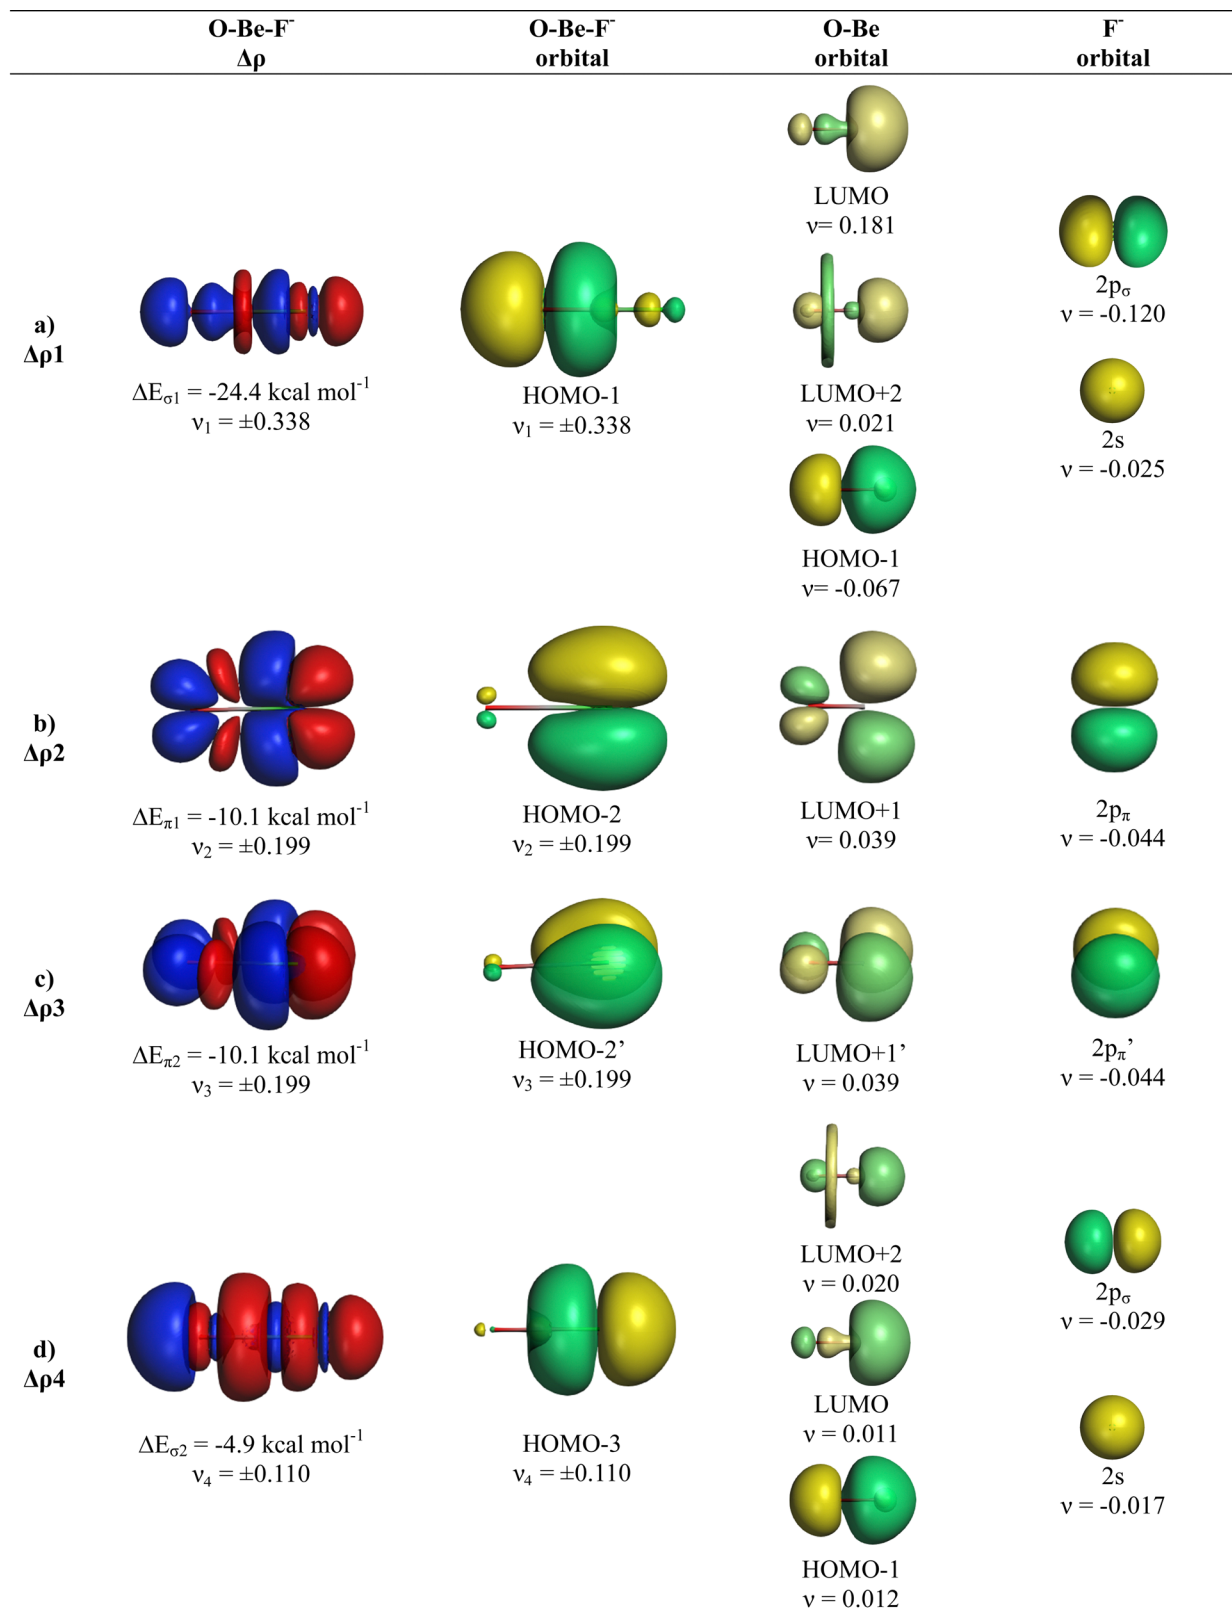 O-Be-F⁻ O-Be-F⁻ O-Be F⁻
Δρ orbital orbital orbital
a)
Δρ1
ΔEσ1 = -24.4 kcal mol⁻¹
ν₁ = ±0.338
HOMO-1
ν₁ = ±0.338
LUMO
ν= 0.181
LUMO+2
ν= 0.021
HOMO-1
ν= -0.067
2pσ
ν = -0.120
2s
ν = -0.025
b)
Δρ2
ΔEπ1 = -10.1 kcal mol⁻¹
ν₂ = ±0.199
HOMO-2
ν₂ = ±0.199
LUMO+1
ν= 0.039
2pπ
ν = -0.044
c)
Δρ3
ΔEπ2 = -10.1 kcal mol⁻¹
ν₃ = ±0.199
HOMO-2’
ν₃ = ±0.199
LUMO+1’
ν = 0.039
2pπ’
ν = -0.044
d)
Δρ4
ΔEσ2 = -4.9 kcal mol⁻¹
ν₄ = ±0.110
HOMO-3
ν₄ = ±0.110
LUMO+2
ν = 0.020
LUMO
ν = 0.011
HOMO-1
ν = 0.012
2pσ
ν = -0.029
2s
ν = -0.017